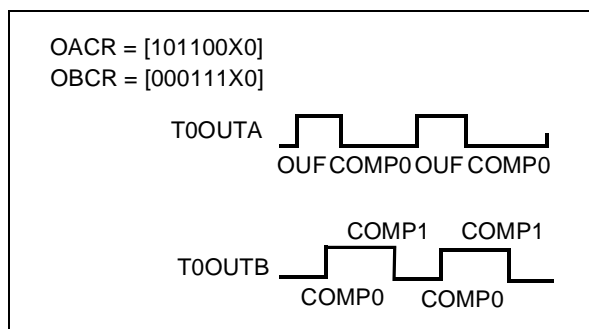 OACR = [101100X0]
OBCR = [000111X0]
T0OUTA
OUF COMP0 OUF COMP0
COMP1 COMP1
T0OUTB
COMP0 COMP0